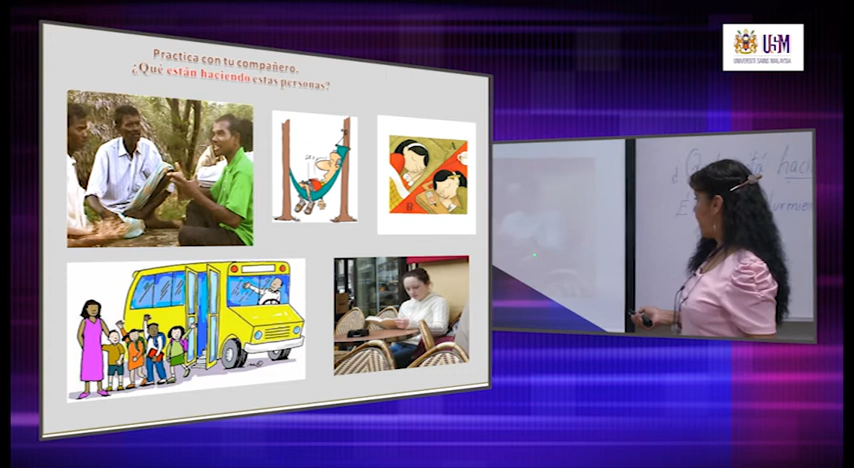 Practica con tu compañero.
¿Qué están haciendo estas personas?
USM
UNIVERSITI SAINS MALAYSIA